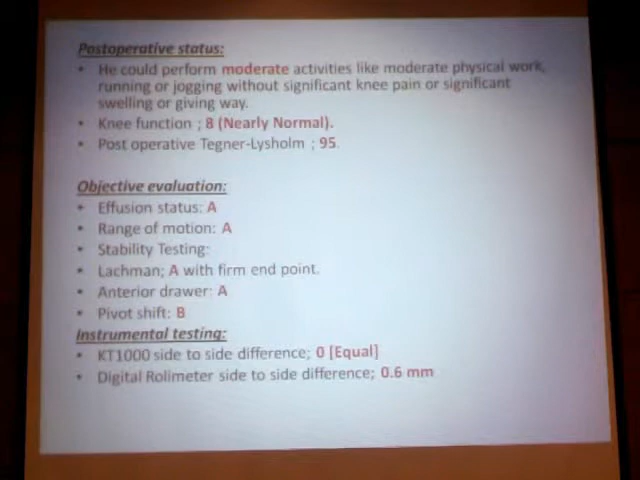 Postoperative status:
• He could perform moderate activities like moderate physical work,
running or jogging without significant knee pain or significant
swelling or giving way.
• Knee function ; 8 (Nearly Normal).
• Post operative Tegner-Lysholm ; 95.
Objective evaluation:
• Effusion status: A
• Range of motion: A
• Stability Testing:
• Lachman; A with firm end point.
• Anterior drawer: A
• Pivot shift: B
Instrumental testing:
• KT1000 side to side difference; 0 [Equal]
• Digital Rolimeter side to side difference; 0.6 mm